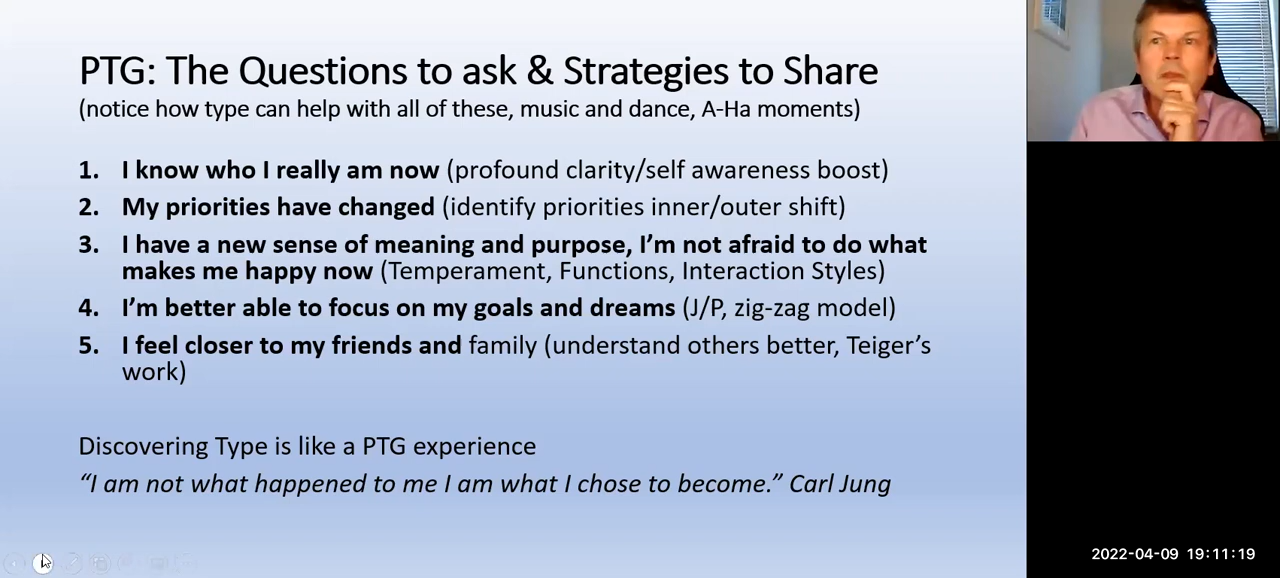 PTG: The Questions to ask & Strategies to Share
(notice how type can help with all of these, music and dance, A-Ha moments)
1. I know who I really am now (profound clarity/self awareness boost)
2. My priorities have changed (identify priorities inner/outer shift)
3. I have a new sense of meaning and purpose, I’m not afraid to do what
makes me happy now (Temperament, Functions, Interaction Styles)
4. I’m better able to focus on my goals and dreams (J/P, zig-zag model)
5. I feel closer to my friends and family (understand others better, Teiger’s
work)
Discovering Type is like a PTG experience
“I am not what happened to me I am what I chose to become.” Carl Jung
2022-04-09 19:11:19